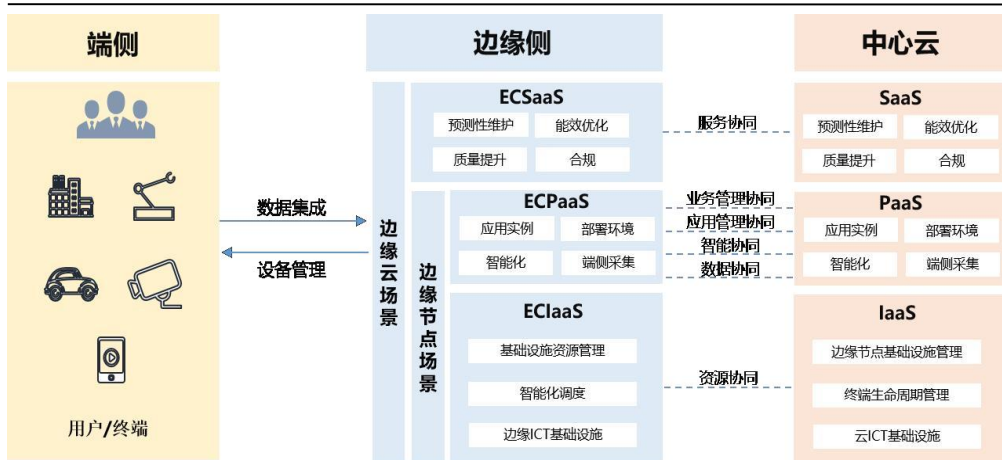 端侧
用户/终端
数据集成
设备管理
边缘侧
边缘云场景
边缘节点场景
ECSaaS
预测性维护 能效优化
质量提升 合规
ECPaaS
应用实例 部署环境
智能化 端侧采集
ECIaaS
基础设施资源管理
智能化调度
边缘ICT基础设施
服务协同
业务管理协同
应用管理协同
智能协同
数据协同
资源协同
中心云
SaaS
预测性维护 能效优化
质量提升 合规
PaaS
应用实例 部署环境
智能化 端侧采集
IaaS
边缘节点基础设施管理
终端生命周期管理
云ICT基础设施